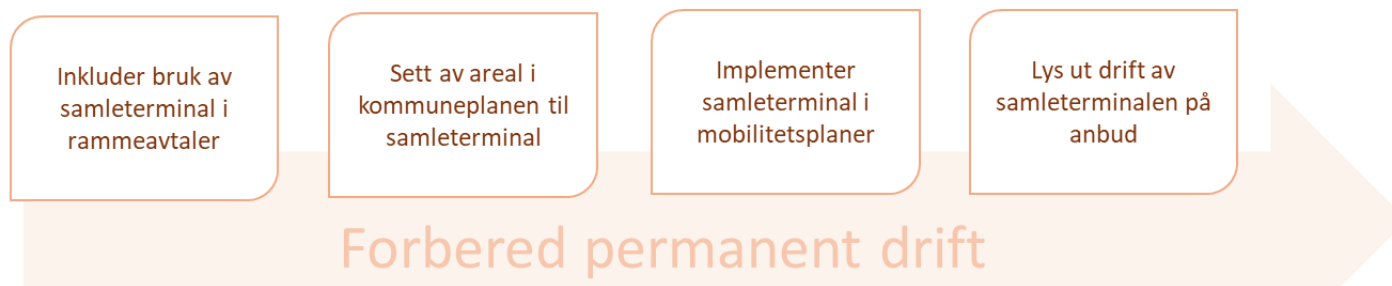 Inkluder bruk av
samleterminal i
rammeavtaler
Sett av areal i
kommuneplanen til
samleterminal
Implementer
samleterminal i
mobilitetsplaner
Lys ut drift av
samleterminalen på
anbud
Forbered permanent drift